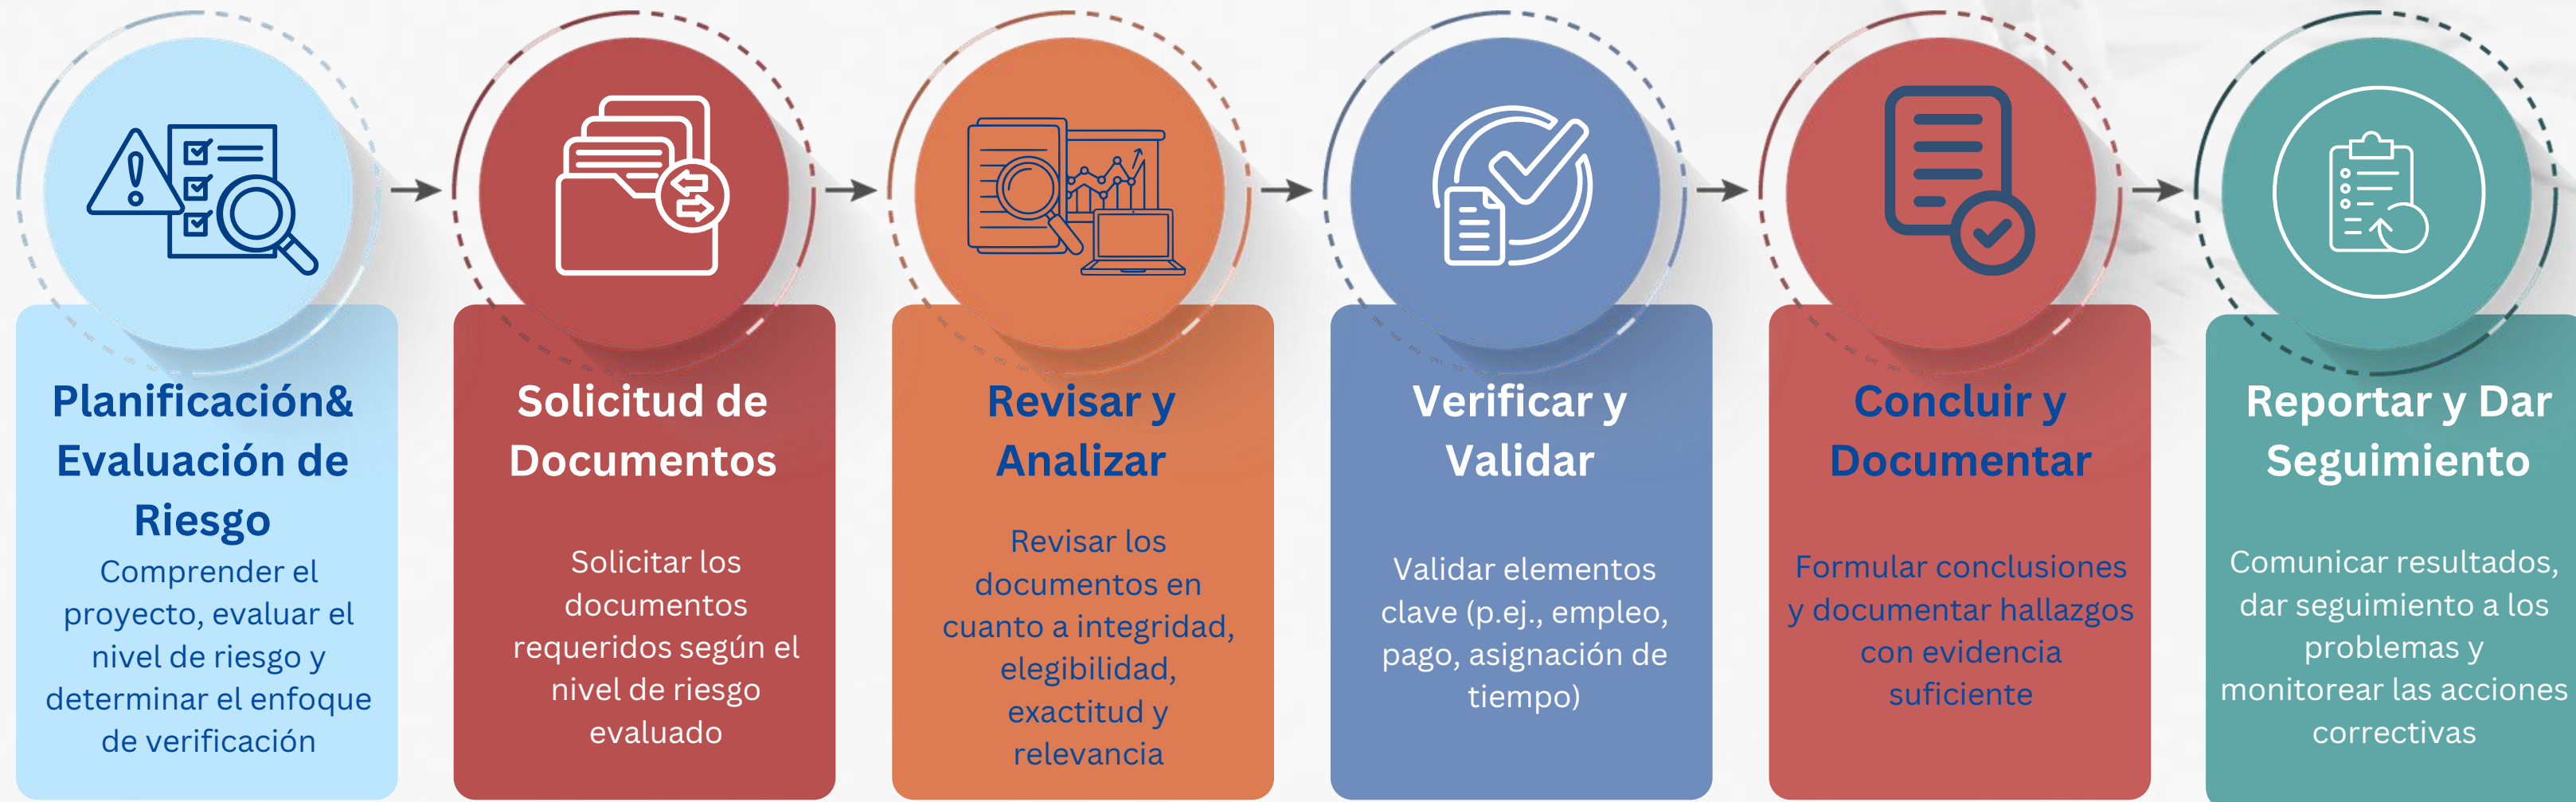 Planificación&
Evaluación de
Riesgo
Comprender el
proyecto, evaluar el
nivel de riesgo y
determinar el enfoque
de verificación
Solicitud de
Documentos
Solicitar los
documentos
requeridos según el
nivel de riesgo
evaluado
Revisar y
Analizar
Revisar los
documentos en
cuanto a integridad,
elegibilidad,
exactitud y
relevancia
Verificar y
Validar
Validar elementos
clave (p.ej., empleo,
pago, asignación de
tiempo)
Concluir y
Documentar
Formular conclusiones
y documentar hallazgos
con evidencia
suficiente
Reportar y Dar
Seguimiento
Comunicar resultados,
dar seguimiento a los
problemas y
monitorear las acciones
correctivas